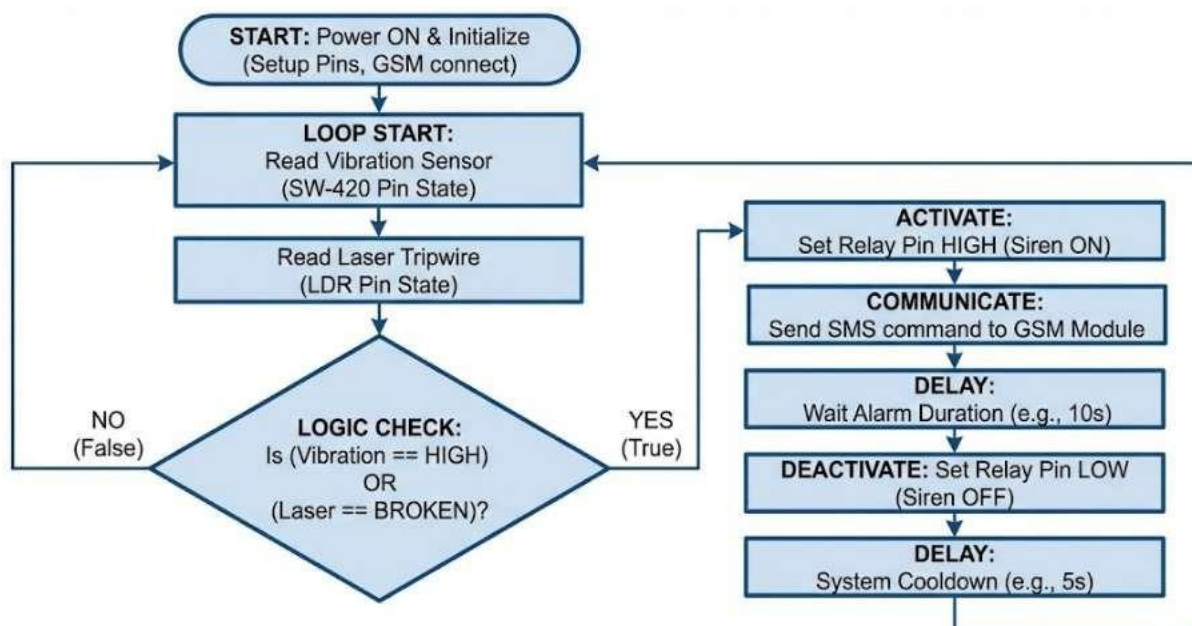 START: Power ON & Initialize
(Setup Pins, GSM connect)
LOOP START:
Read Vibration Sensor
(SW-420 Pin State)
Read Laser Tripwire
(LDR Pin State)
NO
(False)
LOGIC CHECK:
Is (Vibration == HIGH)
OR
(Laser == BROKEN)?
YES
(True)
ACTIVATE:
Set Relay Pin HIGH (Siren ON)
COMMUNICATE:
Send SMS command to GSM Module
DELAY:
Wait Alarm Duration (e.g., 10s)
DEACTIVATE: Set Relay Pin LOW
(Siren OFF)
DELAY:
System Cooldown (e.g., 5s)